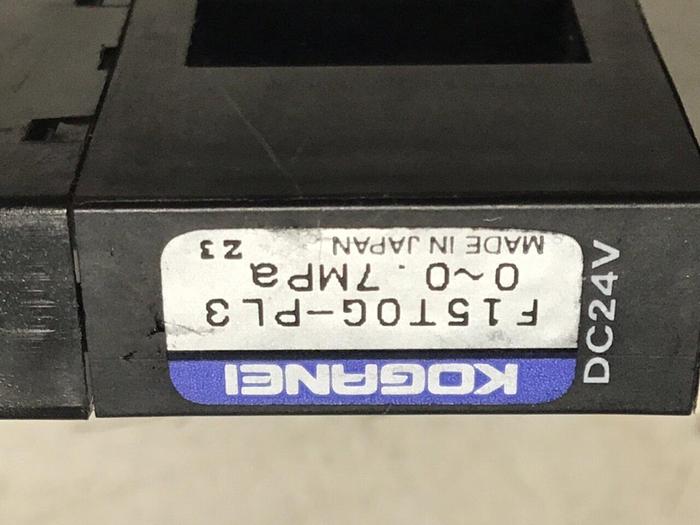 KOGANEI
F15T0G-PL3
0~0.7MPa
MADE IN JAPAN Z3
DC24V